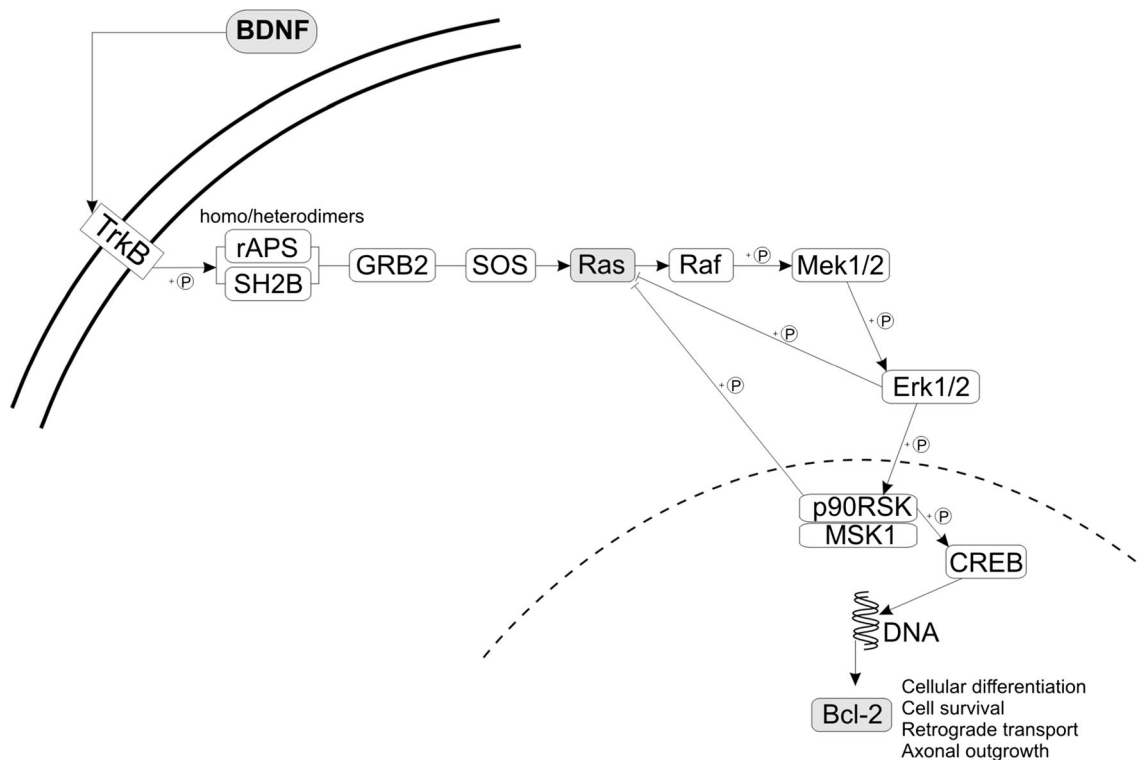 BDNF
TrkB
homo/heterodimers
+ P
rAPS
SH2B
GRB2
SOS
Ras
Raf
+ P
Mek1/2
+ P
+ P
Erk1/2
+ P
+ P
p90RSK
MSK1
+ P
CREB
DNA
Bcl-2
Cellular differentiation
Cell survival
Retrograde transport
Axonal outgrowth